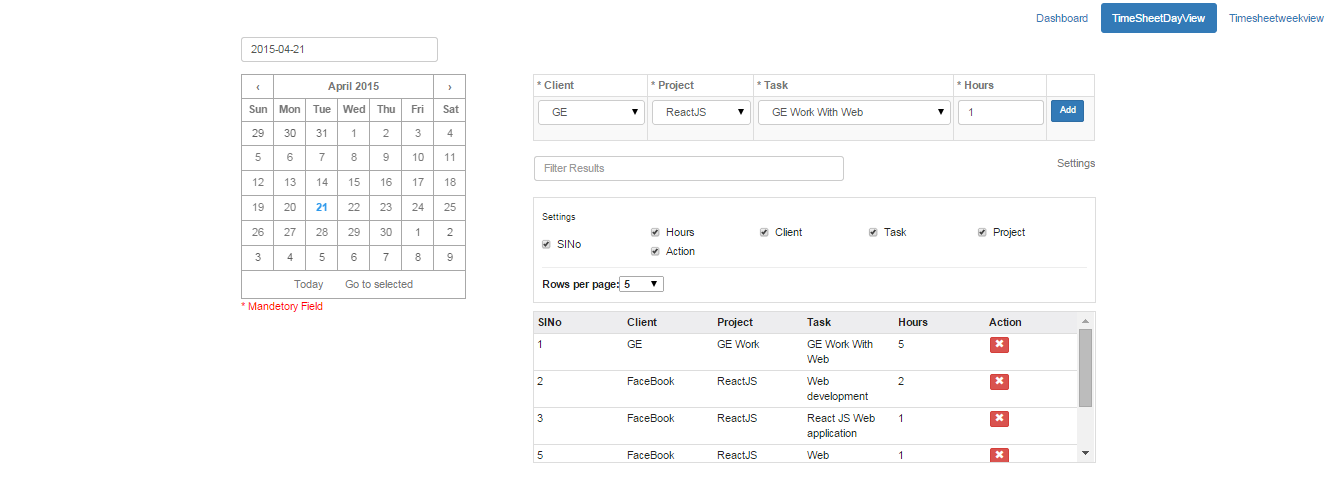 Dashboard TimeSheetDayView Timesheetweekview
2015-04-21
‹ April 2015 ›
Sun Mon Tue Wed Thu Fri Sat
29 30 31 1 2 3 4
5 6 7 8 9 10 11
12 13 14 15 16 17 18
19 20 21 22 23 24 25
26 27 28 29 30 1 2
3 4 5 6 7 8 9
Today Go to selected
* Mandetory Field
* Client * Project * Task * Hours
GE ReactJS GE Work With Web 1 Add
Filter Results Settings
Settings
SINo Hours Client Task Project
Action
Rows per page: 5
SINo Client Project Task Hours Action
1 GE GE Work GE Work With 5
Web
2 FaceBook ReactJS Web 2
development
3 FaceBook ReactJS React JS Web 1
application
5 FaceBook ReactJS Web 1